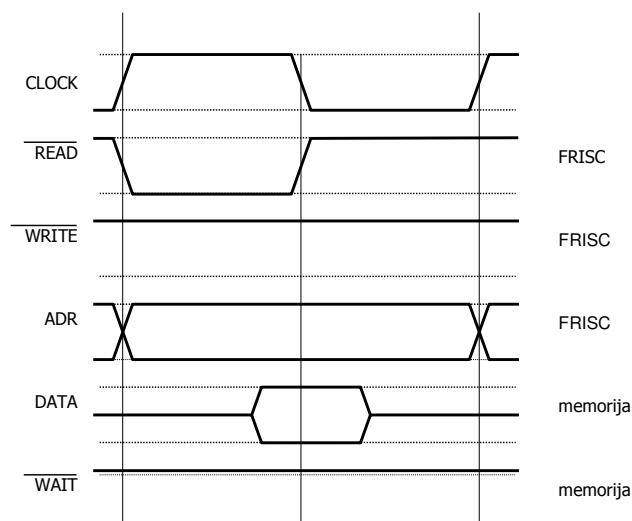 CLOCK
READ FRISC
WRITE FRISC
ADR FRISC
DATA memorija
WAIT memorija